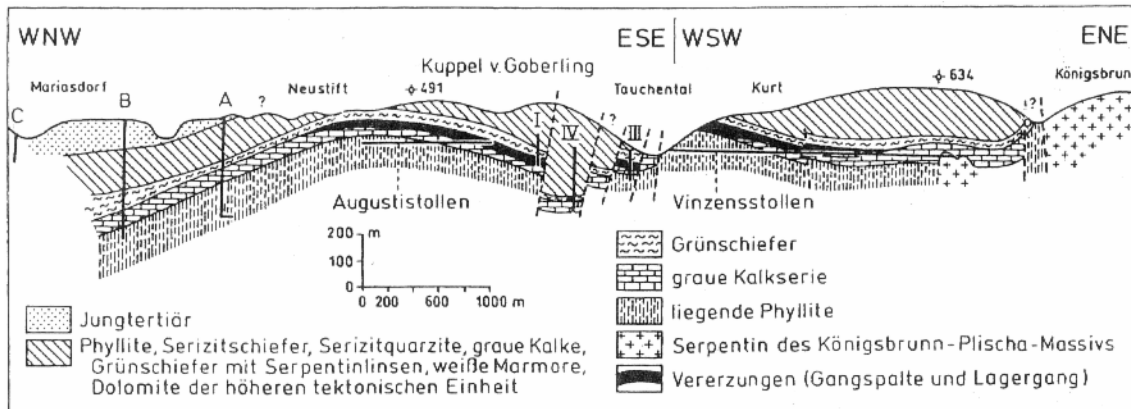 WNW
ESE
WSW
ENE
Kuppel v. Goberling
Königsbrun
Mariasdorf
Neustift
491
Tauchental
Kurt
634
C
B
A
?
I
IV
?
III
?
Augustistollen
Vinzensstollen
200 m
100
0
200
600
1000 m
Grünschiefer
graue Kalkserie
liegende Phyllite
Serpentin des Königsbrunn-Plischa-Massivs
Vererzungen (Gangspalte und Lagergang)
Jungtertiär
Phyllite, Serizitschiefer, Serizitquarzite, graue Kalke,
Grünschiefer mit Serpentinlinsen, weiße Marmore,
Dolomite der höheren tektonischen Einheit